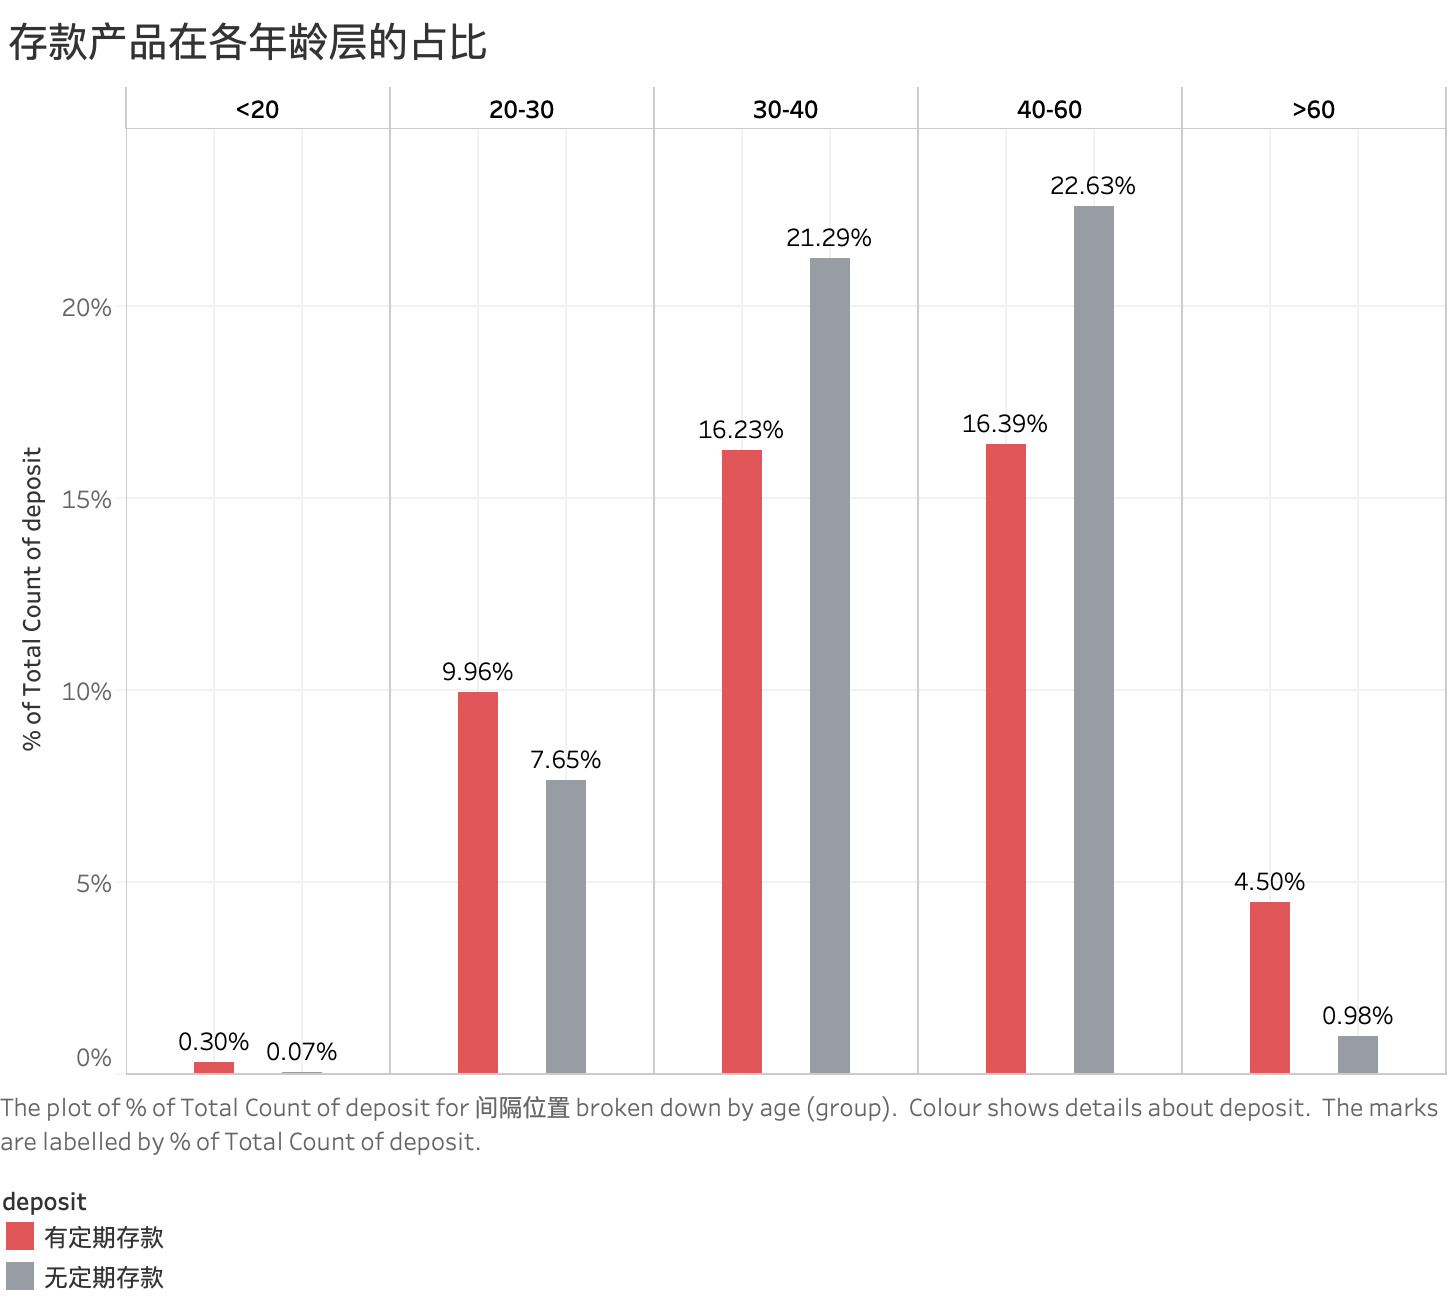 存款产品在各年龄层的占比
<20 20-30 30-40 40-60 >60
22.63%
21.29%
20%
16.23% 16.39%
15%
% of Total Count of deposit
10%
9.96%
7.65%
5%
4.50%
0.98%
0.30% 0.07%
0%
The plot of % of Total Count of deposit for 间隔位置 broken down by age (group).  Colour shows details about deposit.  The marks
are labelled by % of Total Count of deposit.
deposit
有定期存款
无定期存款